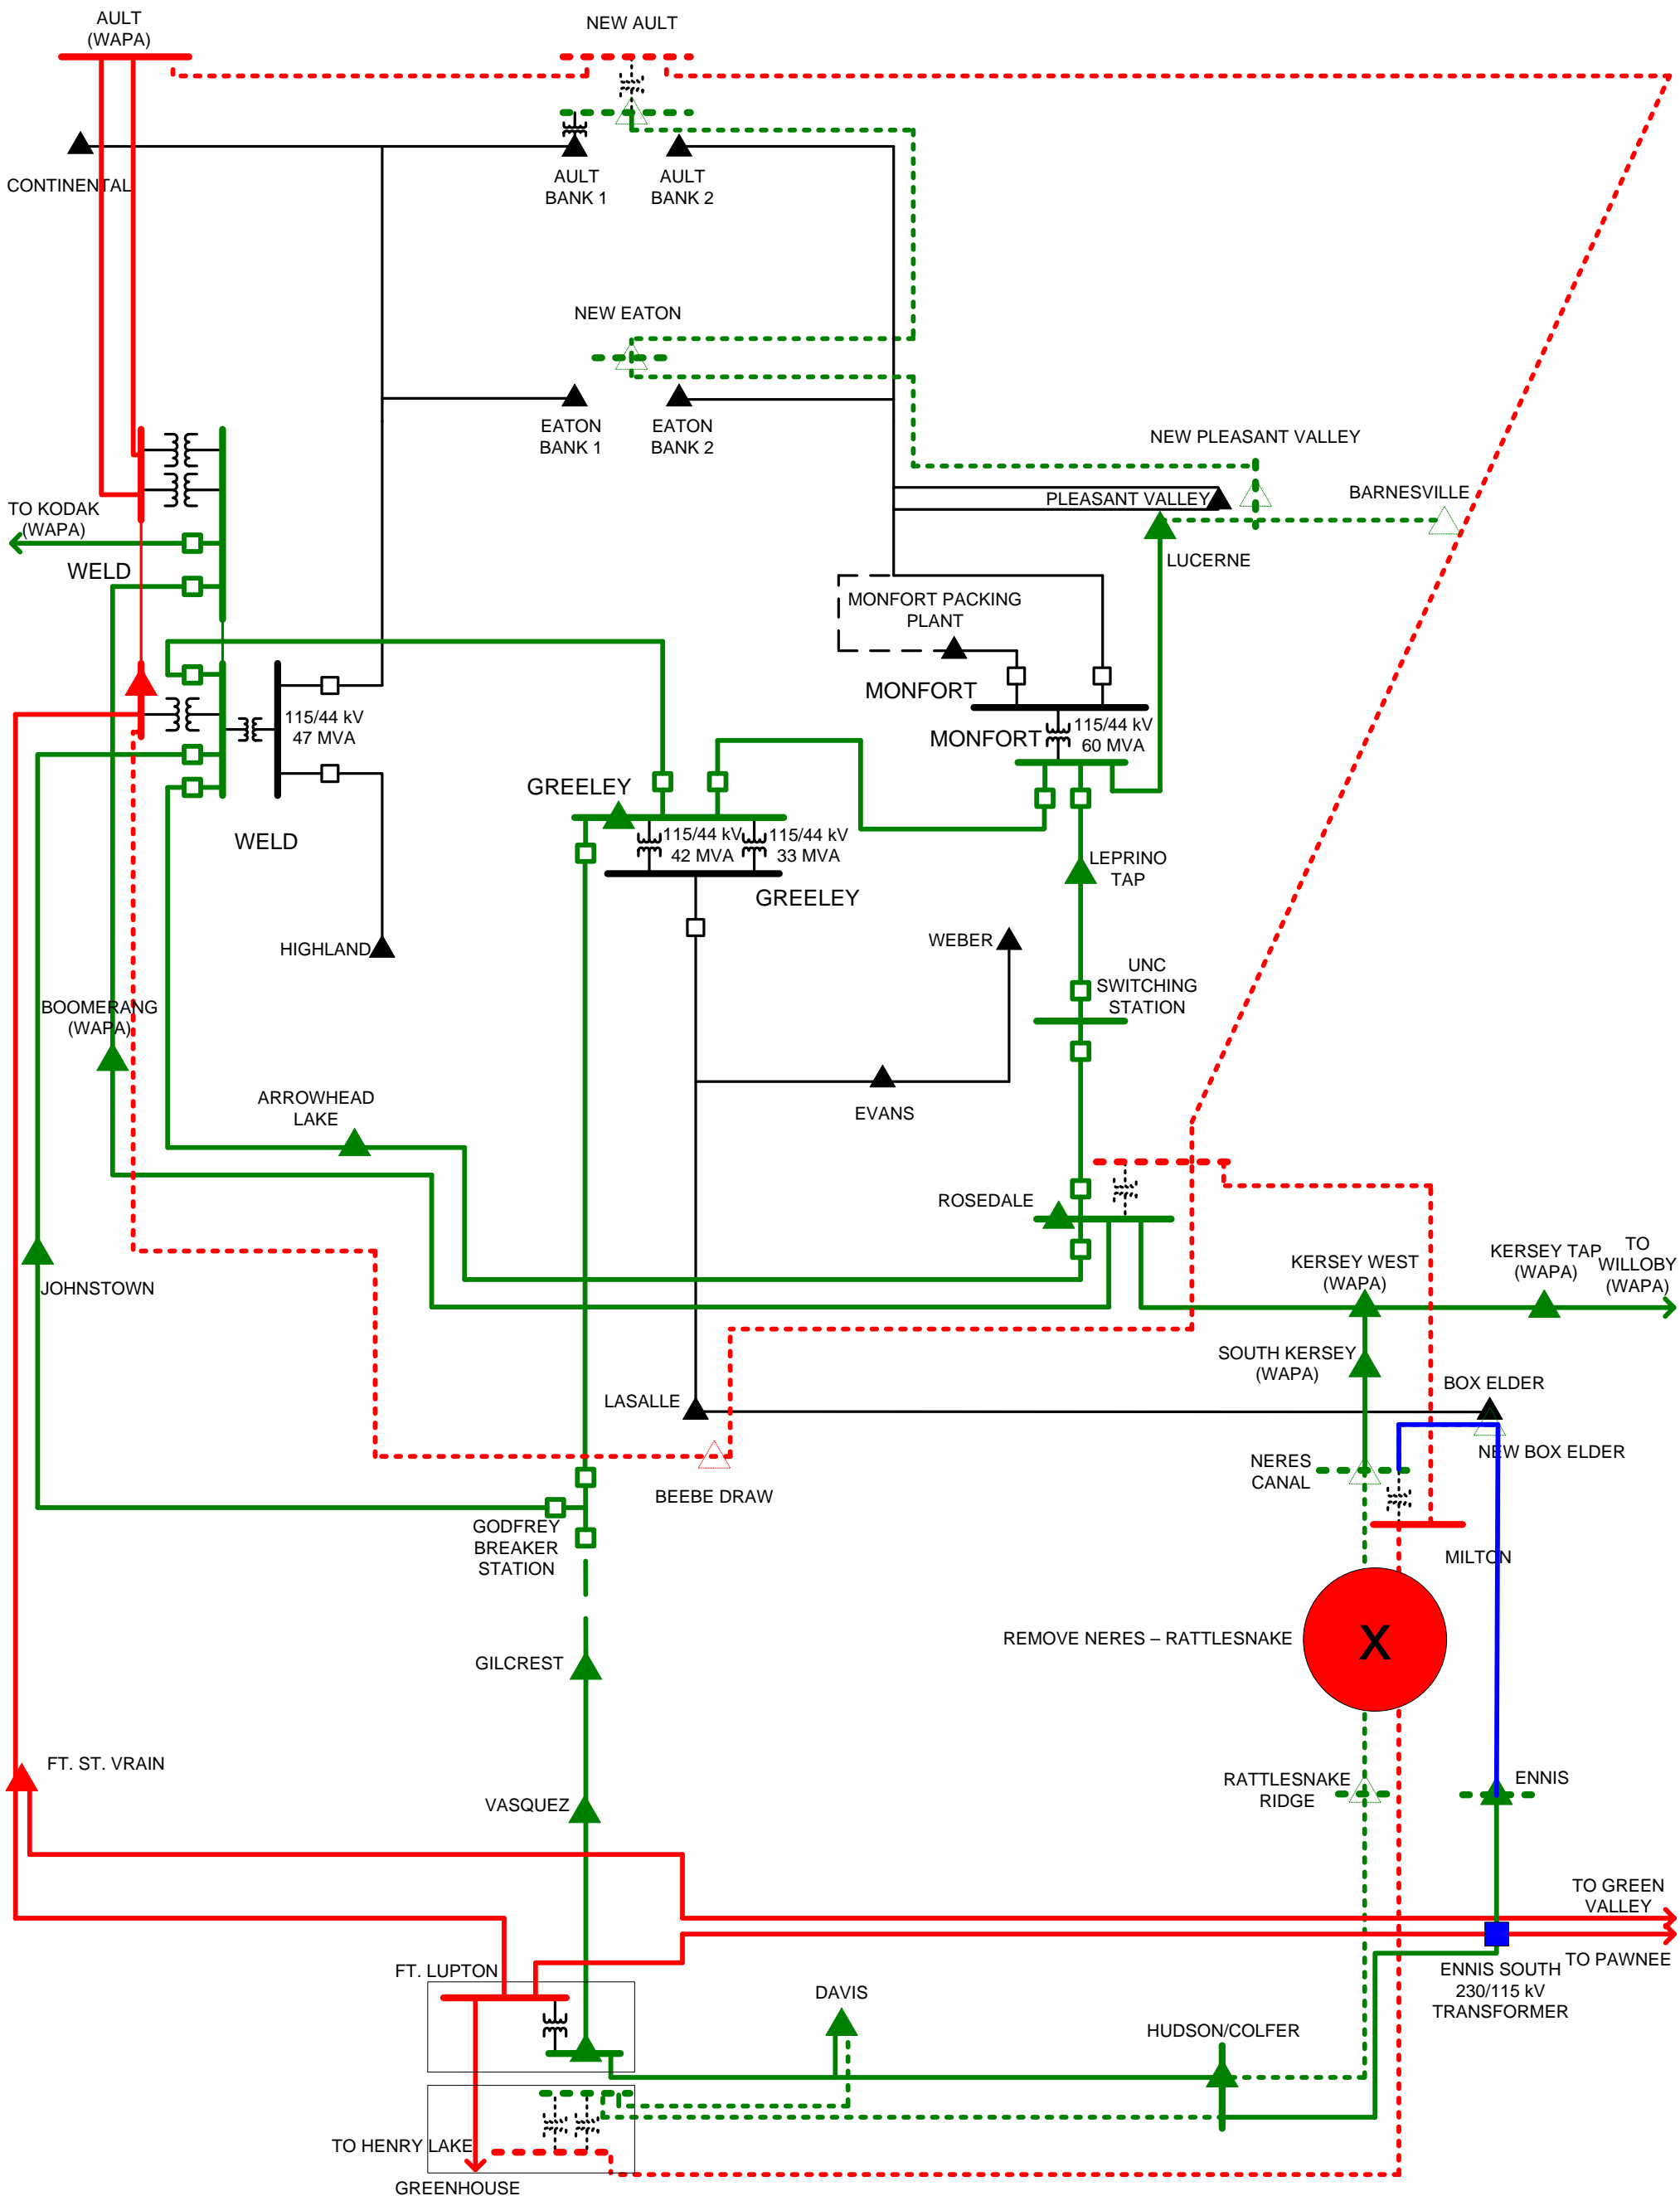 AULT
(WAPA)
NEW AULT
CONTINENTAL
AULT
BANK 1
AULT
BANK 2
NEW EATON
EATON
BANK 1
EATON
BANK 2
NEW PLEASANT VALLEY
PLEASANT VALLEY
BARNESVILLE
TO KODAK
(WAPA)
WELD
LUCERNE
MONFORT PACKING
PLANT
MONFORT
115/44 kV
47 MVA
MONFORT
115/44 kV
60 MVA
GREELEY
WELD
115/44 kV
42 MVA
115/44 kV
33 MVA
GREELEY
LEPRINO
TAP
HIGHLAND
WEBER
UNC
SWITCHING
STATION
BOOMERANG
(WAPA)
ARROWHEAD
LAKE
EVANS
ROSEDALE
JOHNSTOWN
KERSEY WEST
(WAPA)
KERSEY TAP
(WAPA)
TO
WILLOBY
(WAPA)
SOUTH KERSEY
(WAPA)
LASALLE
BOX ELDER
NEW BOX ELDER
NERES
CANAL
BEEBE DRAW
GODFREY
BREAKER
STATION
MILTON
REMOVE NERES – RATTLESNAKE
X
GILCREST
FT. ST. VRAIN
VASQUEZ
RATTLESNAKE
RIDGE
ENNIS
TO GREEN
VALLEY
TO PAWNEE
FT. LUPTON
ENNIS SOUTH
230/115 kV
TRANSFORMER
DAVIS
HUDSON/COLFER
TO HENRY LAKE
GREENHOUSE